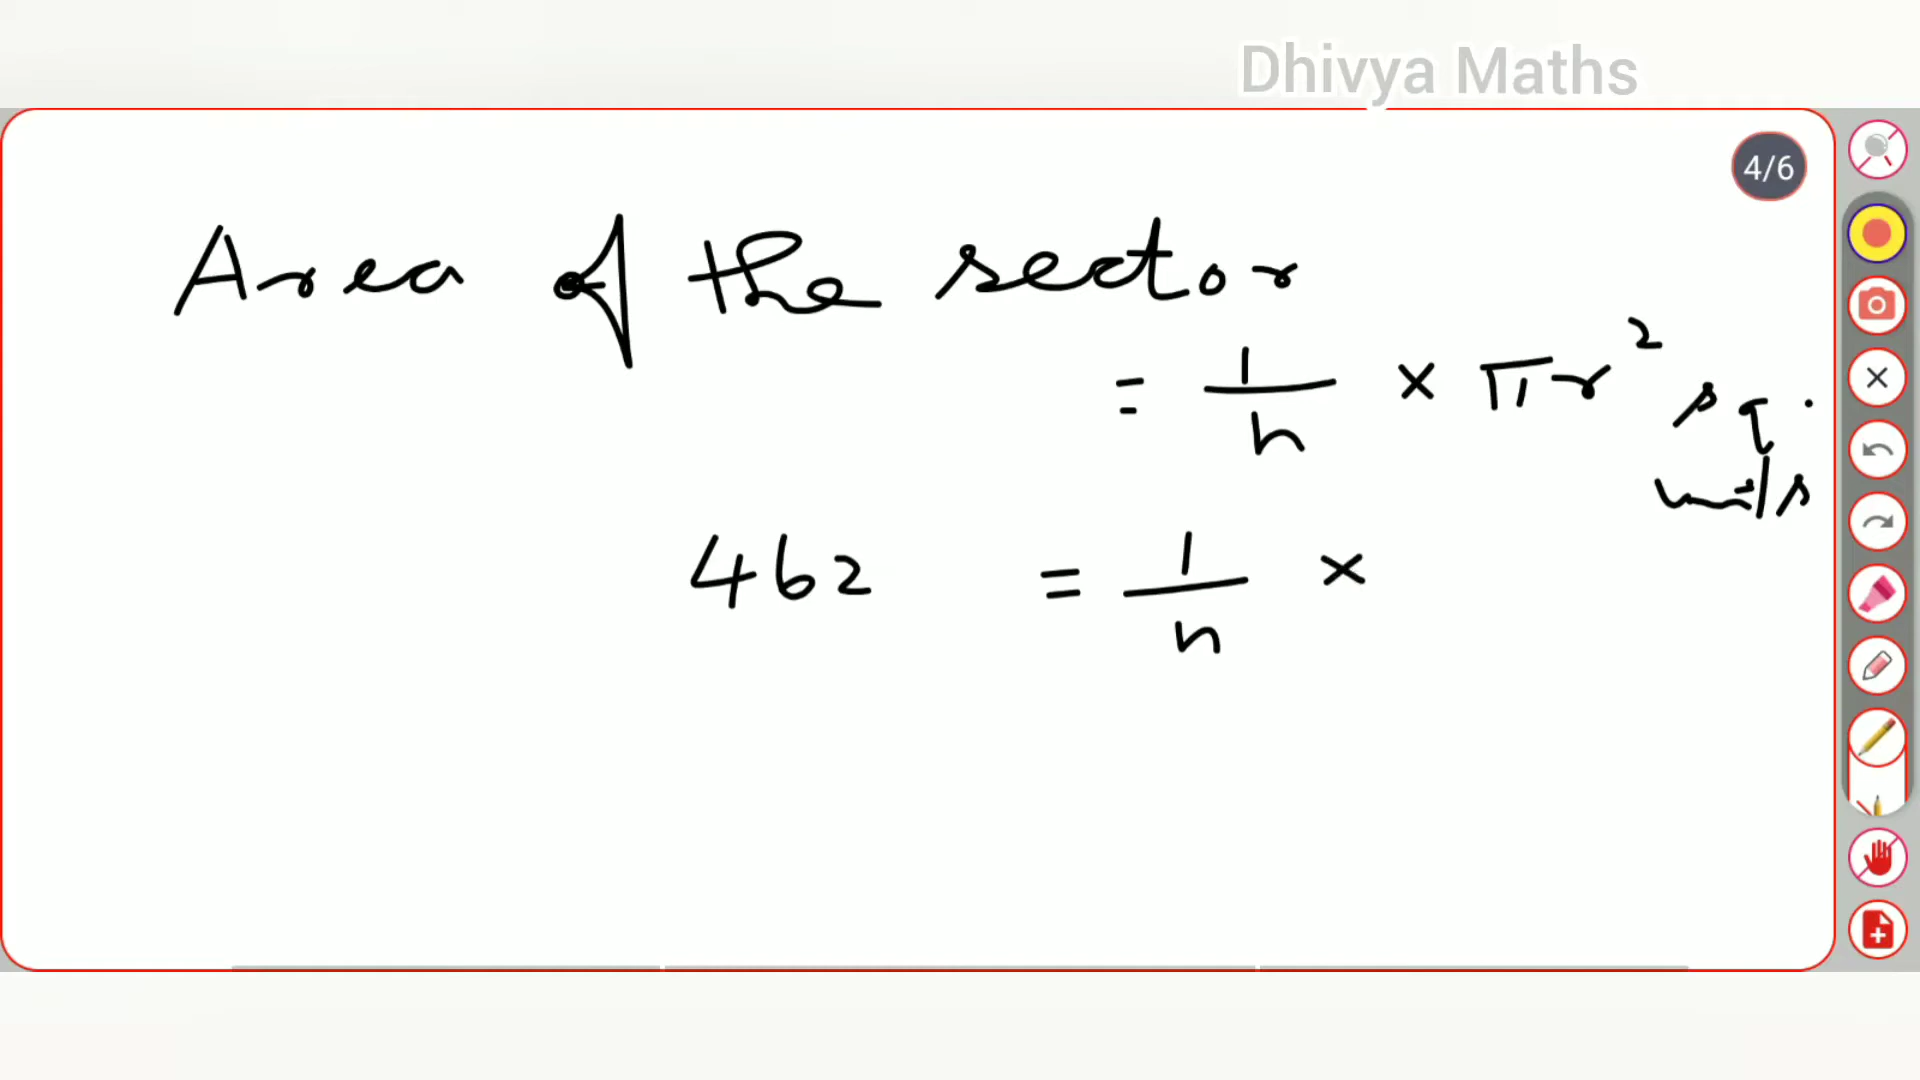 Dhivya Maths
4/6
Area of the sector
= 1/n × πr² sq.
units
462 = 1/n ×